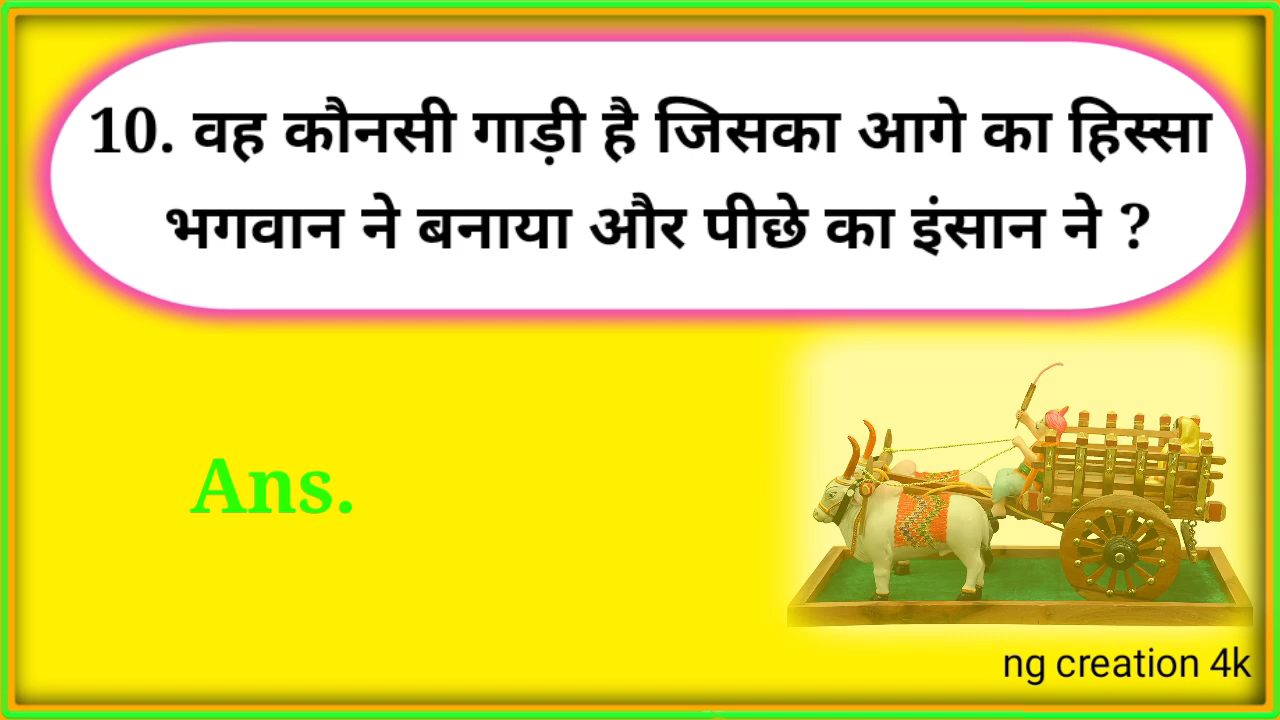 10. वह कौनसी गाड़ी है जिसका आगे का हिस्सा
भगवान ने बनाया और पीछे का इंसान ने ?
Ans.
ng creation 4k